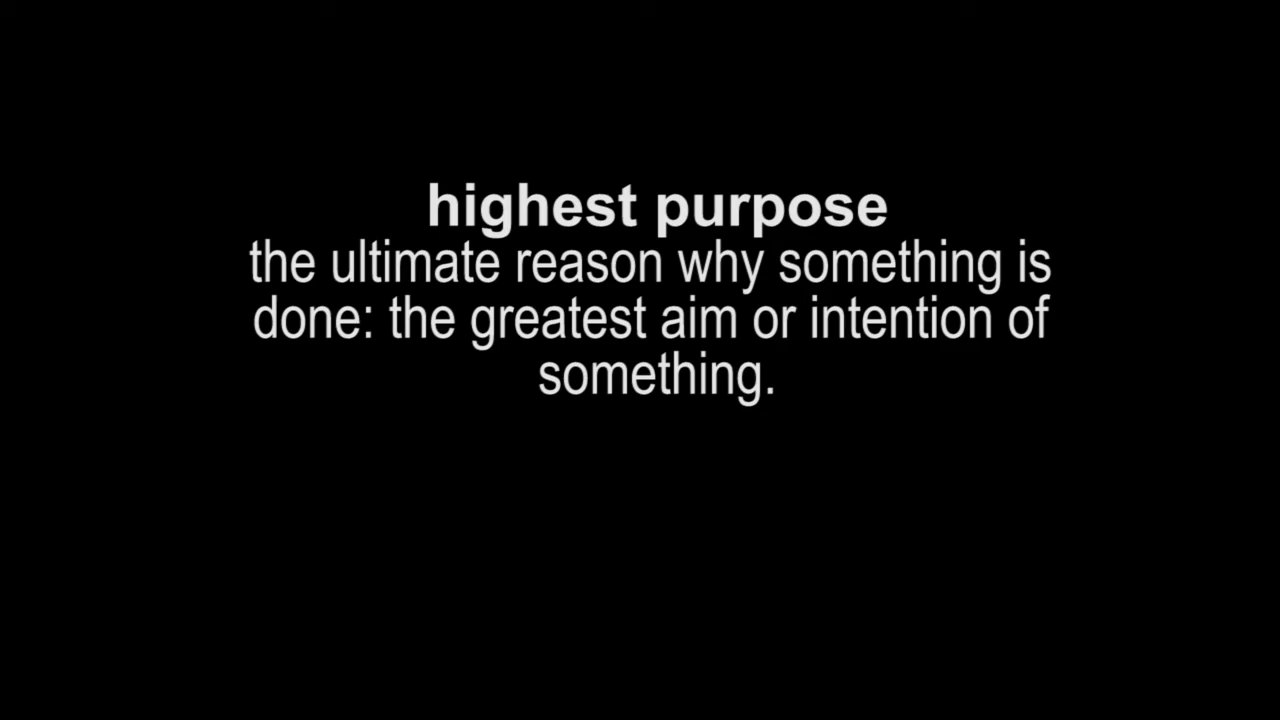 highest purpose
the ultimate reason why something is
done: the greatest aim or intention of
something.